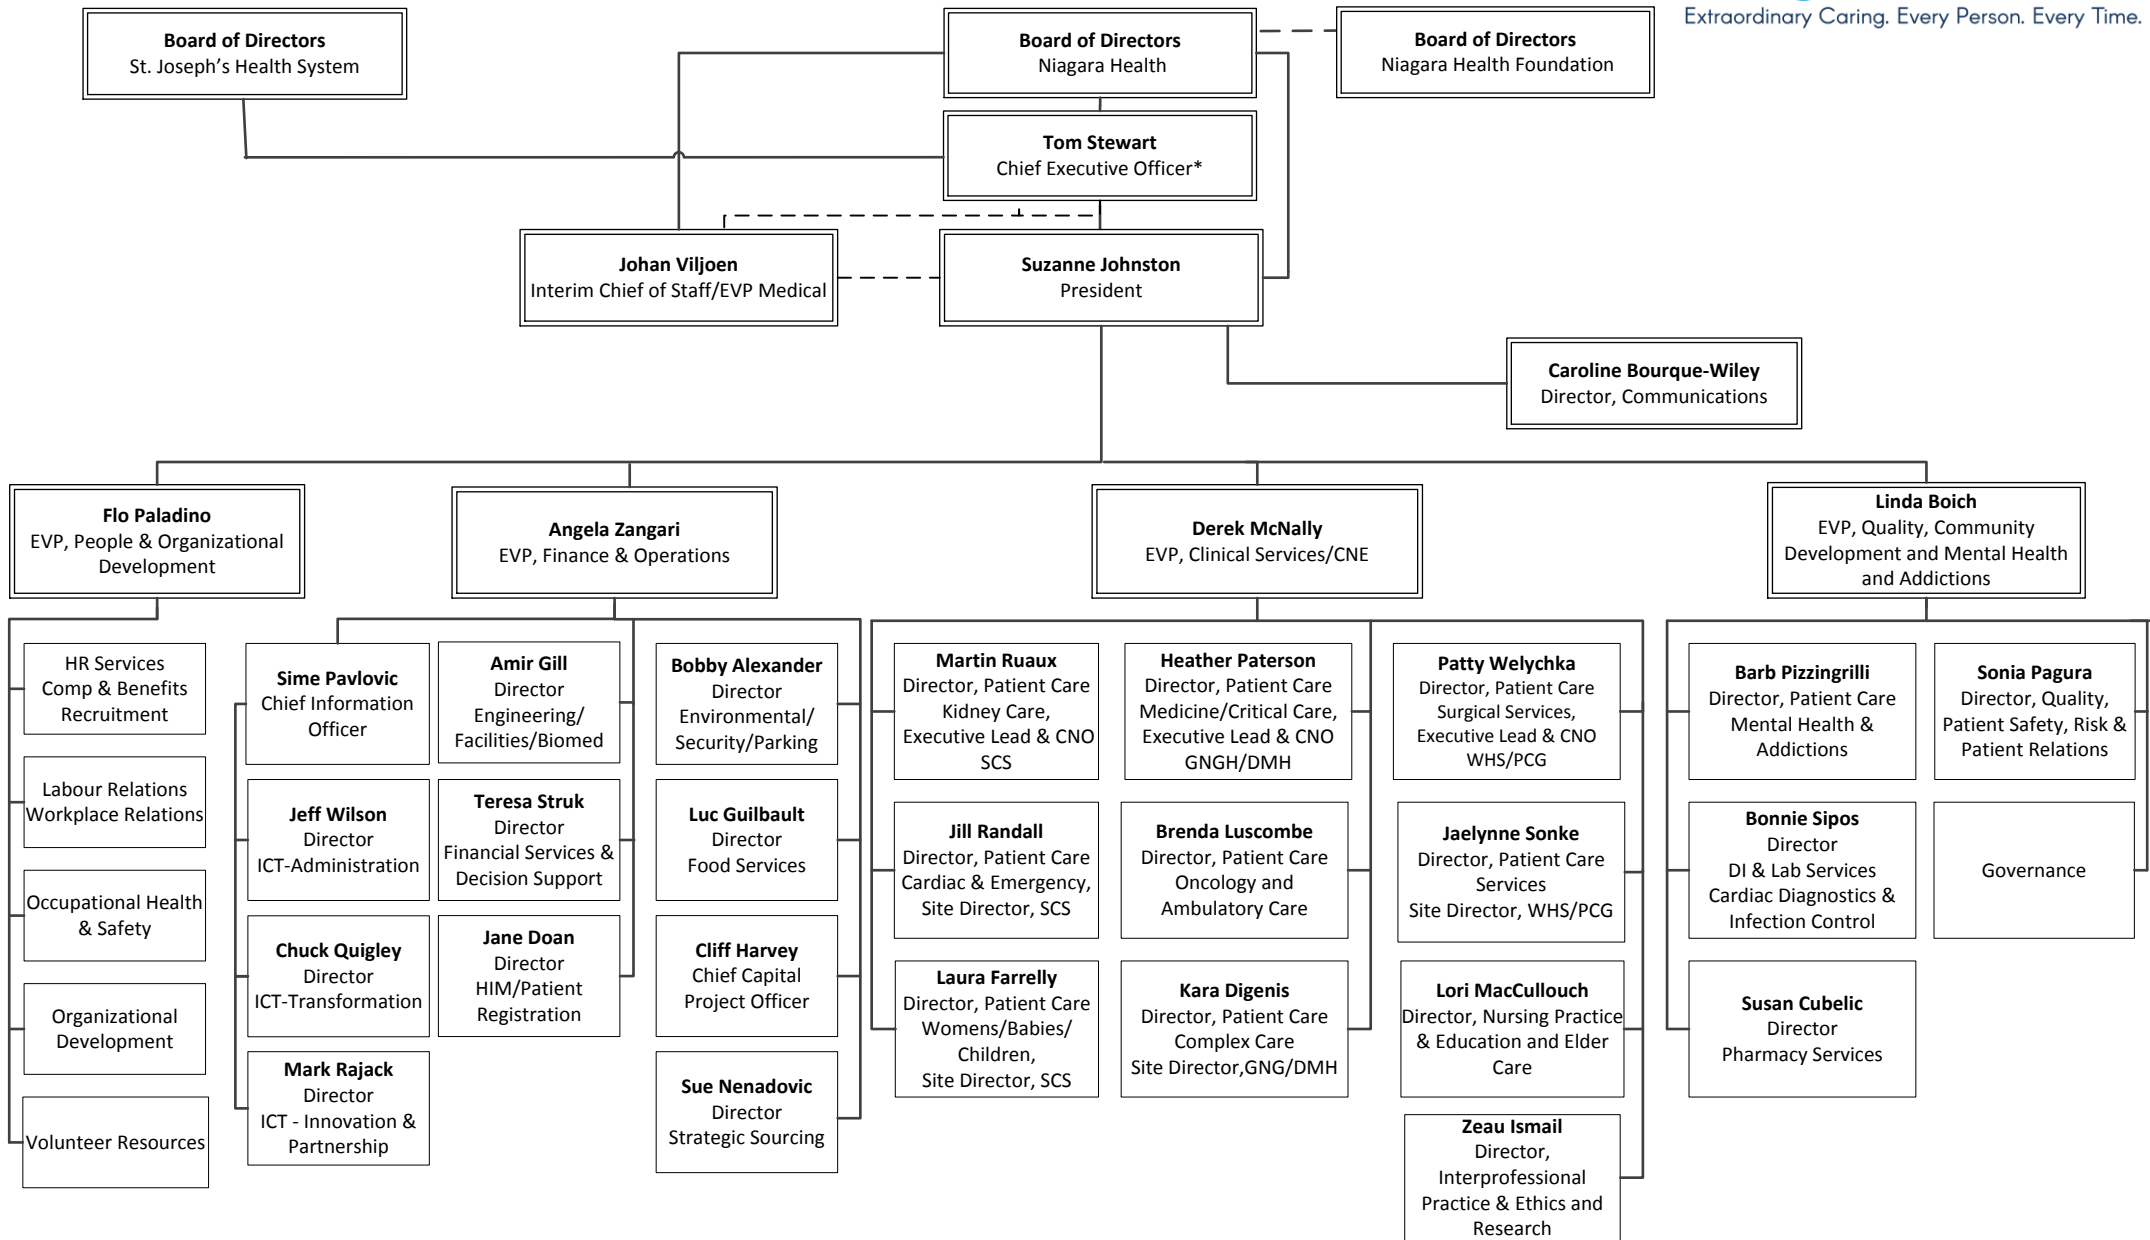 Extraordinary Caring. Every Person. Every Time.
Board of Directors
St. Joseph's Health System
Board of Directors
Niagara Health
Board of Directors
Niagara Health Foundation
Tom Stewart
Chief Executive Officer*
Johan Viljoen
Interim Chief of Staff/EVP Medical
Suzanne Johnston
President
Caroline Bourque-Wiley
Director, Communications
Flo Paladino
EVP, People & Organizational
Development
Angela Zangari
EVP, Finance & Operations
Derek McNally
EVP, Clinical Services/CNE
Linda Boich
EVP, Quality, Community
Development and Mental Health
and Addictions
HR Services
Comp & Benefits
Recruitment
Labour Relations
Workplace Relations
Occupational Health
& Safety
Organizational
Development
Volunteer Resources
Sime Pavlovic
Chief Information
Officer
Jeff Wilson
Director
ICT-Administration
Chuck Quigley
Director
ICT-Transformation
Mark Rajack
Director
ICT - Innovation &
Partnership
Amir Gill
Director
Engineering/
Facilities/Biomed
Teresa Struk
Director
Financial Services &
Decision Support
Jane Doan
Director
HIM/Patient
Registration
Bobby Alexander
Director
Environmental/
Security/Parking
Luc Guilbault
Director
Food Services
Cliff Harvey
Chief Capital
Project Officer
Sue Nenadovic
Director
Strategic Sourcing
Martin Ruaux
Director, Patient Care
Kidney Care,
Executive Lead & CNO
SCS
Jill Randall
Director, Patient Care
Cardiac & Emergency,
Site Director, SCS
Laura Farrelly
Director, Patient Care
Womens/Babies/
Children,
Site Director, SCS
Heather Paterson
Director, Patient Care
Medicine/Critical Care,
Executive Lead & CNO
GNGH/DMH
Brenda Luscombe
Director, Patient Care
Oncology and
Ambulatory Care
Kara Digenis
Director, Patient Care
Complex Care
Site Director,GNG/DMH
Patty Welychka
Director, Patient Care
Surgical Services,
Executive Lead & CNO
WHS/PCG
Jaelynne Sonke
Director, Patient Care
Services
Site Director, WHS/PCG
Lori MacCullouch
Director, Nursing Practice
& Education and Elder
Care
Zeau Ismail
Director,
Interprofessional
Practice & Ethics and
Research
Barb Pizzingrilli
Director, Patient Care
Mental Health &
Addictions
Bonnie Sipos
Director
DI & Lab Services
Cardiac Diagnostics &
Infection Control
Susan Cubelic
Director
Pharmacy Services
Sonia Pagura
Director, Quality,
Patient Safety, Risk &
Patient Relations
Governance